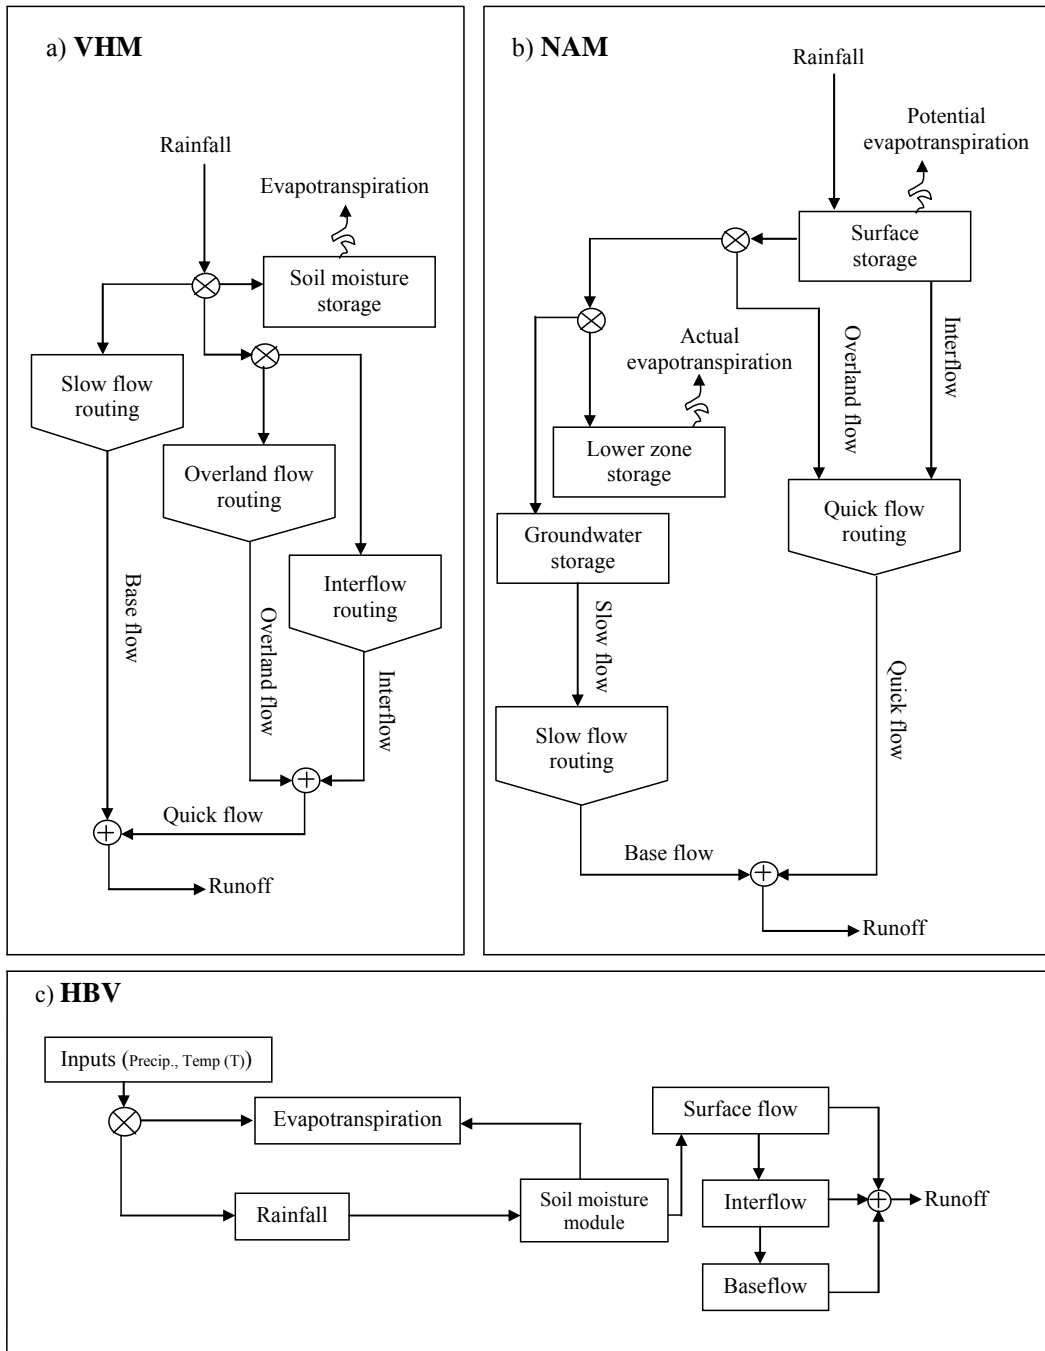 a) VHM
Rainfall
Evapotranspiration
Soil moisture
storage
Slow flow
routing
Overland flow
routing
Interflow
routing
Base flow
Overland flow
Interflow
Quick flow
Runoff
b) NAM
Rainfall
Potential
evapotranspiration
Surface
storage
Actual
evapotranspiration
Overland flow
Interflow
Lower zone
storage
Quick flow
routing
Groundwater
storage
Slow flow
Slow flow
routing
Quick flow
Base flow
Runoff
c) HBV
Inputs (Precip., Temp (T))
Evapotranspiration
Rainfall
Soil moisture
module
Surface flow
Interflow
Baseflow
Runoff